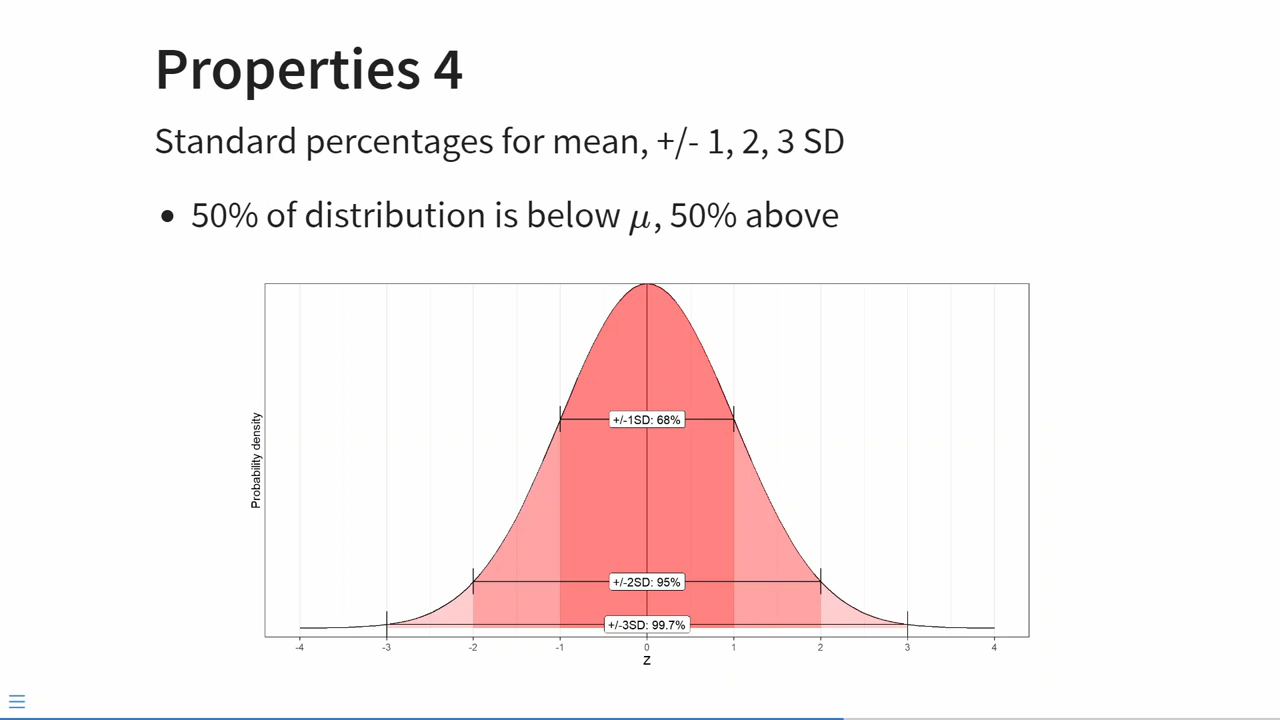 Properties 4
Standard percentages for mean, +/- 1, 2, 3 SD
• 50% of distribution is below μ, 50% above
+/-1SD: 68%
Probability density
+/-2SD: 95%
+/-3SD: 99.7%
-4 -3 -2 -1 0 1 2 3 4
Z